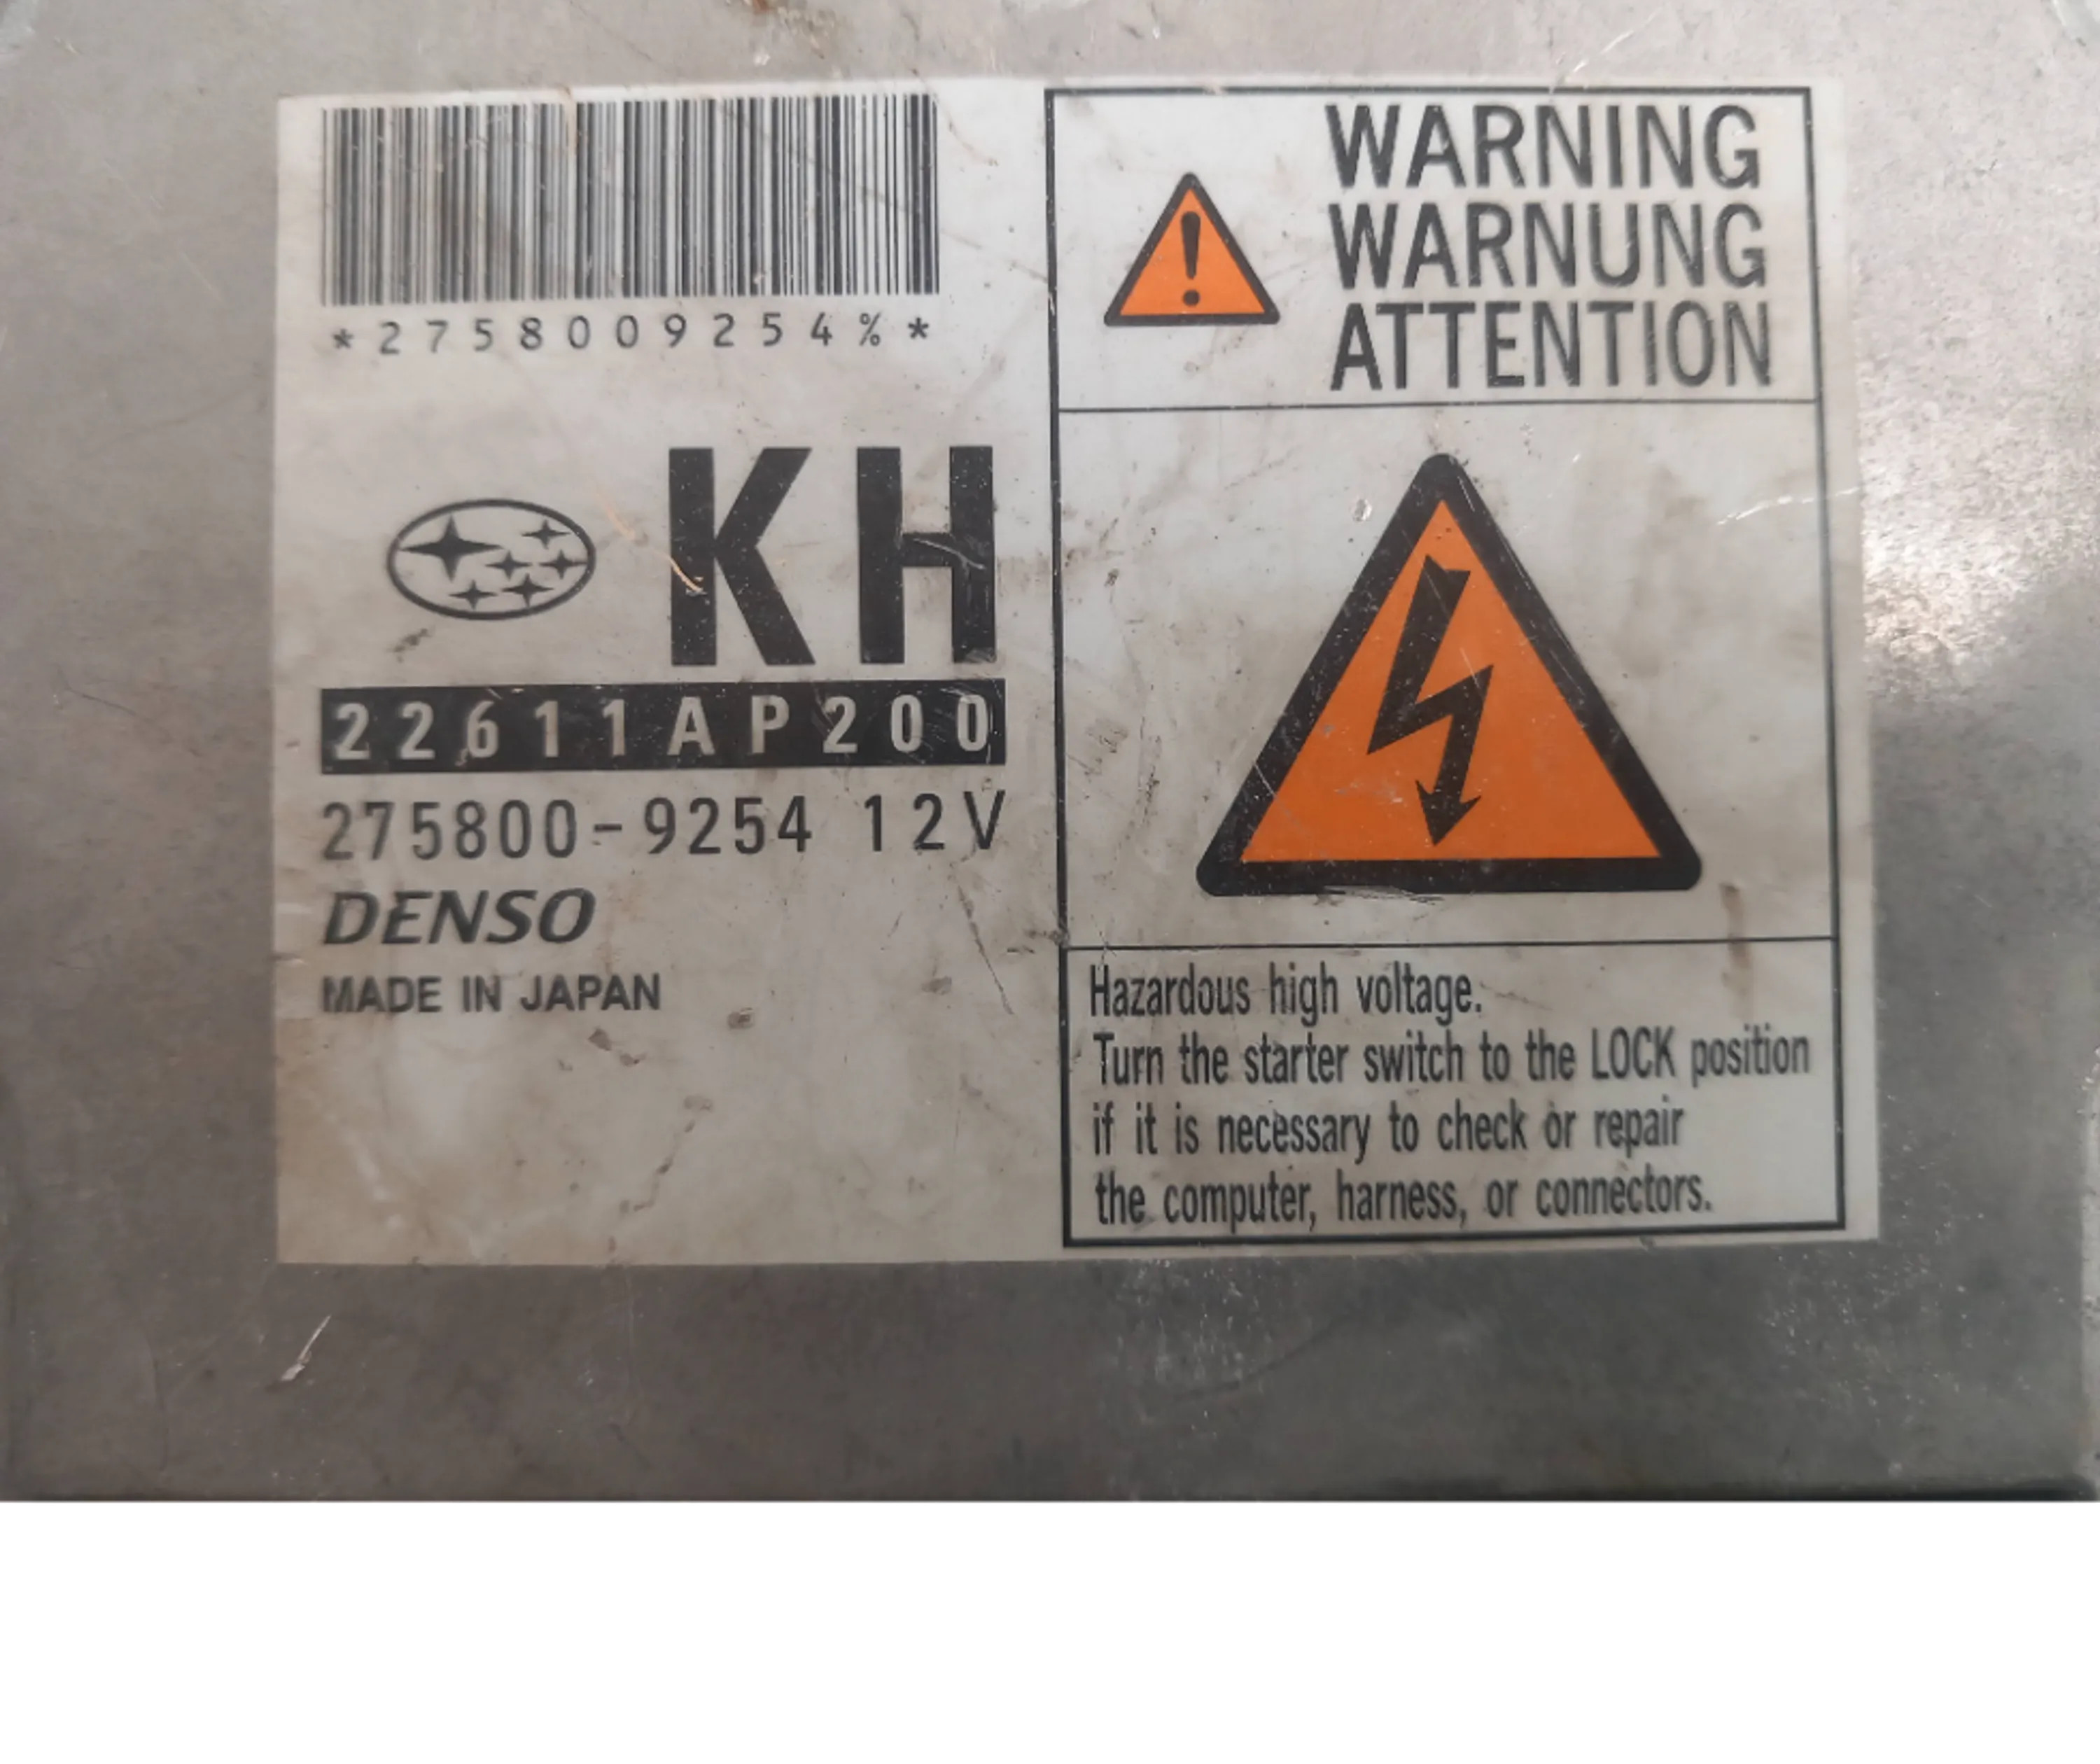 *2758009254%*
KH
22611AP200
275800-9254 12V
DENSO
MADE IN JAPAN
WARNING
WARNUNG
ATTENTION
Hazardous high voltage.
Turn the starter switch to the LOCK position
if it is necessary to check or repair
the computer, harness, or connectors.